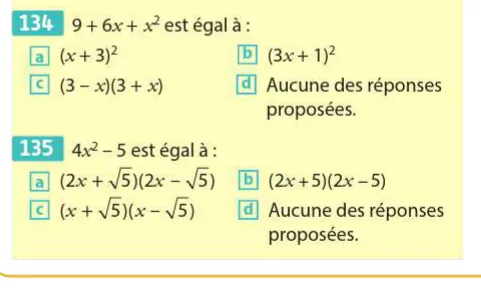 134 9 + 6x + x² est égal à :
a (x + 3)² b (3x + 1)²
c (3 – x)(3 + x) d Aucune des réponses
proposées.
135 4x² – 5 est égal à :
a (2x + √5)(2x – √5) b (2x + 5)(2x – 5)
c (x + √5)(x – √5) d Aucune des réponses
proposées.